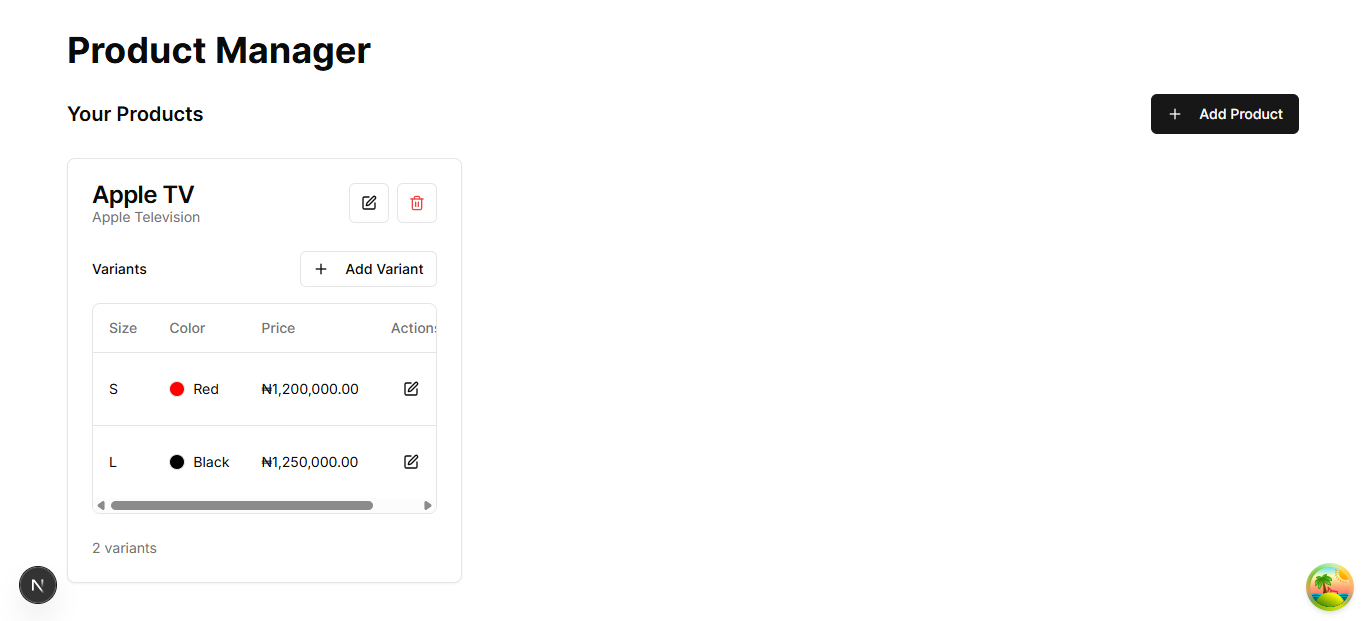 Product Manager
Your Products
Add Product
Apple TV
Apple Television
Variants
Add Variant
Size Color Price Actions
S Red ₦1,200,000.00
L Black ₦1,250,000.00
2 variants
N